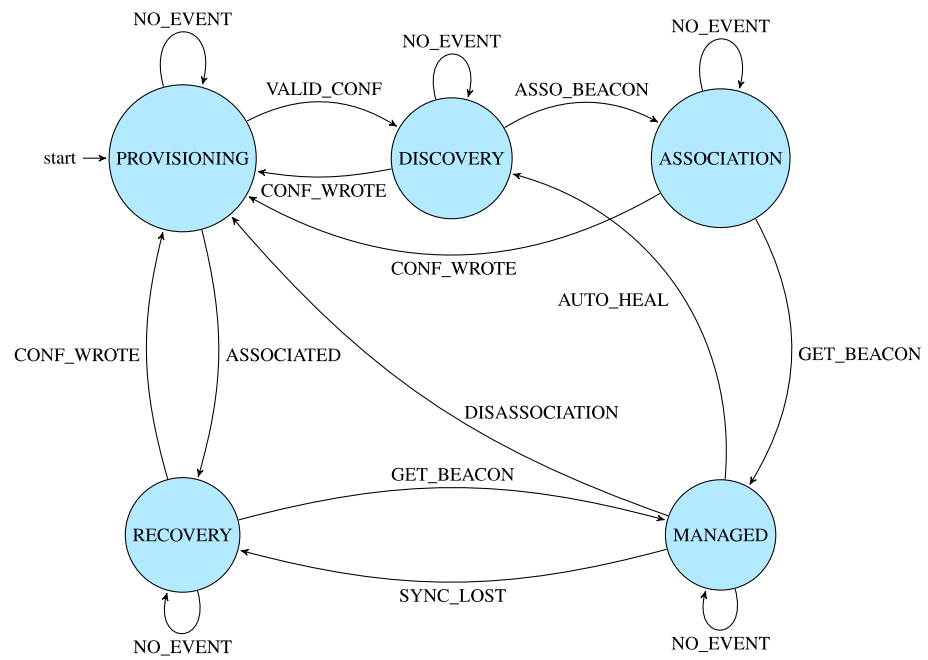 NO_EVENT
NO_EVENT
NO_EVENT
VALID_CONF
ASSO_BEACON
start
PROVISIONING
DISCOVERY
ASSOCIATION
CONF_WROTE
CONF_WROTE
AUTO_HEAL
CONF_WROTE
ASSOCIATED
GET_BEACON
DISASSOCIATION
GET_BEACON
RECOVERY
MANAGED
SYNC_LOST
NO_EVENT
NO_EVENT